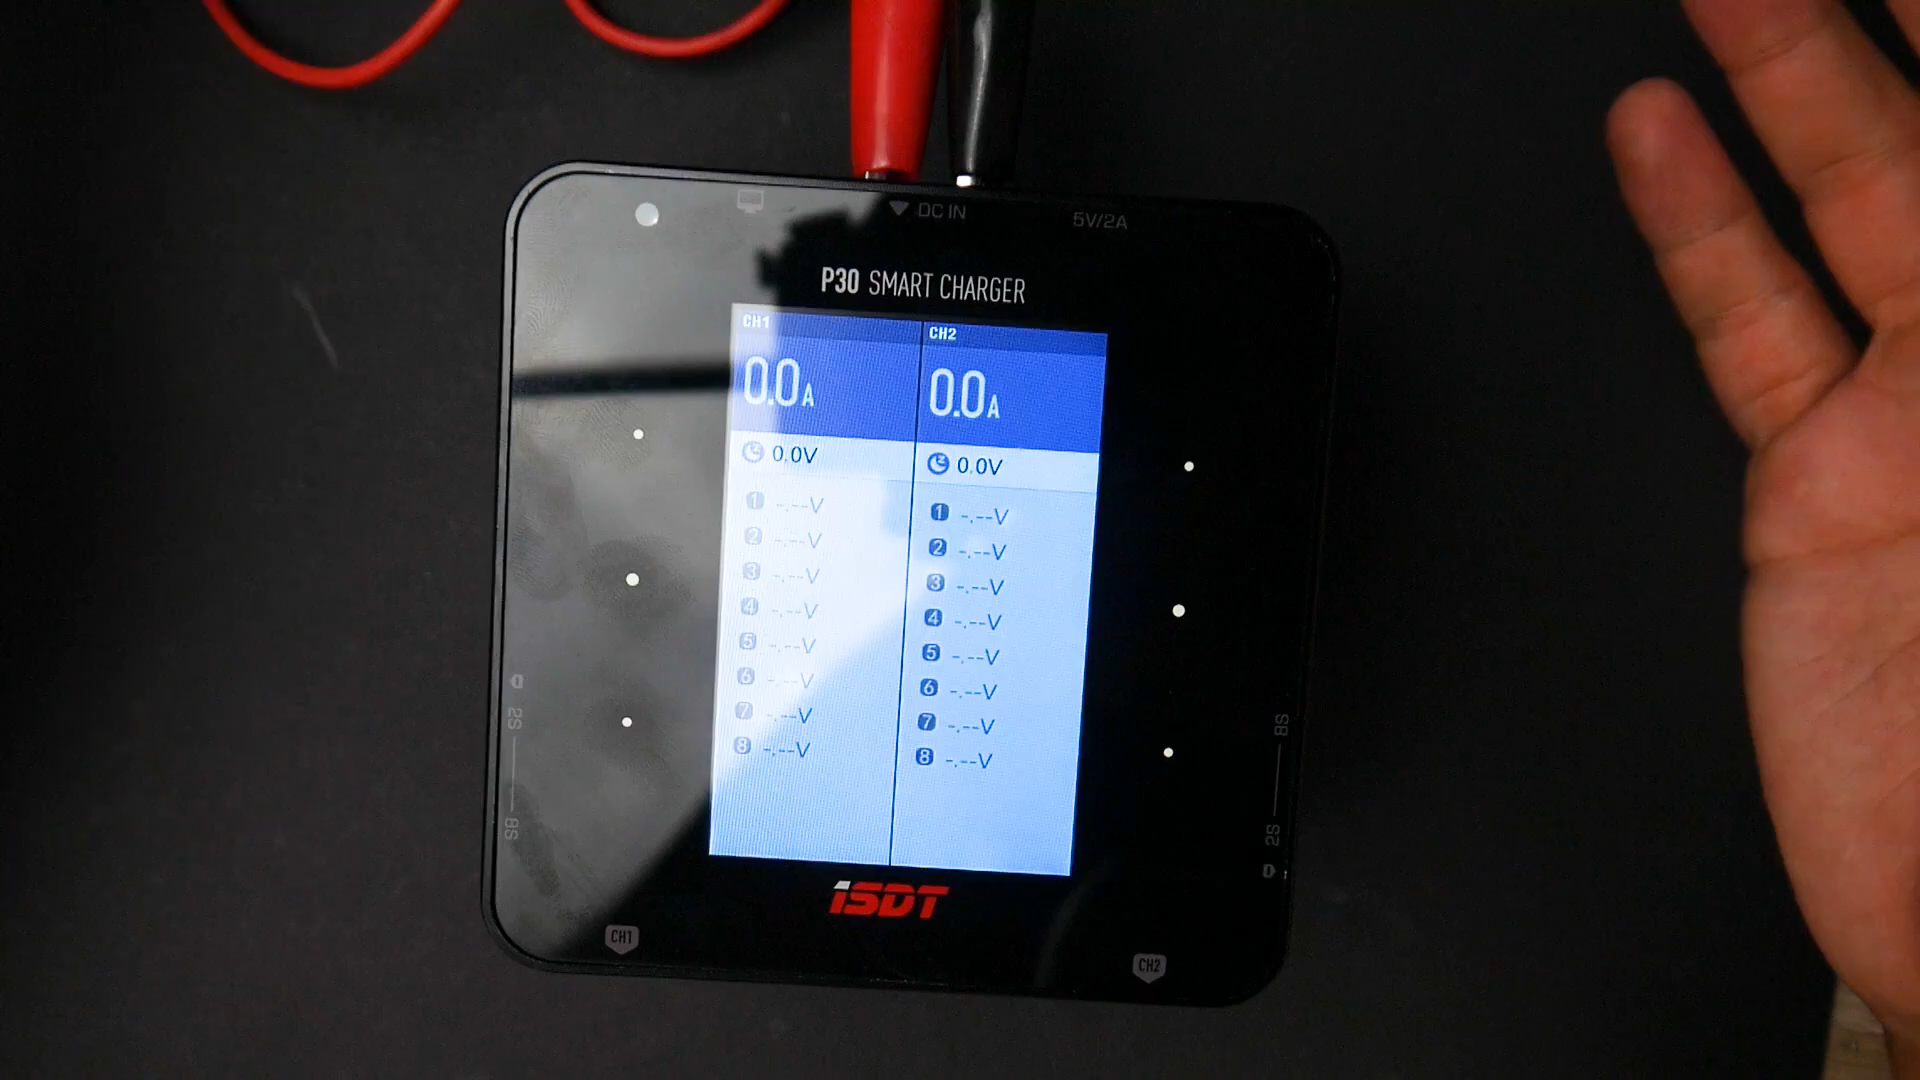 DC IN
5V/2A
P30 SMART CHARGER
CH1
CH2
0.0A
0.0A
0.0V
0.0V
1 -.--V
1 -.--V
2 -.--V
2 -.--V
3 -.--V
3 -.--V
4 -.--V
4 -.--V
5 -.--V
5 -.--V
6 -.--V
6 -.--V
7 -.--V
7 -.--V
8 -.--V
8 -.--V
2S
8S
8S
2S
iSDT
CH1
CH2